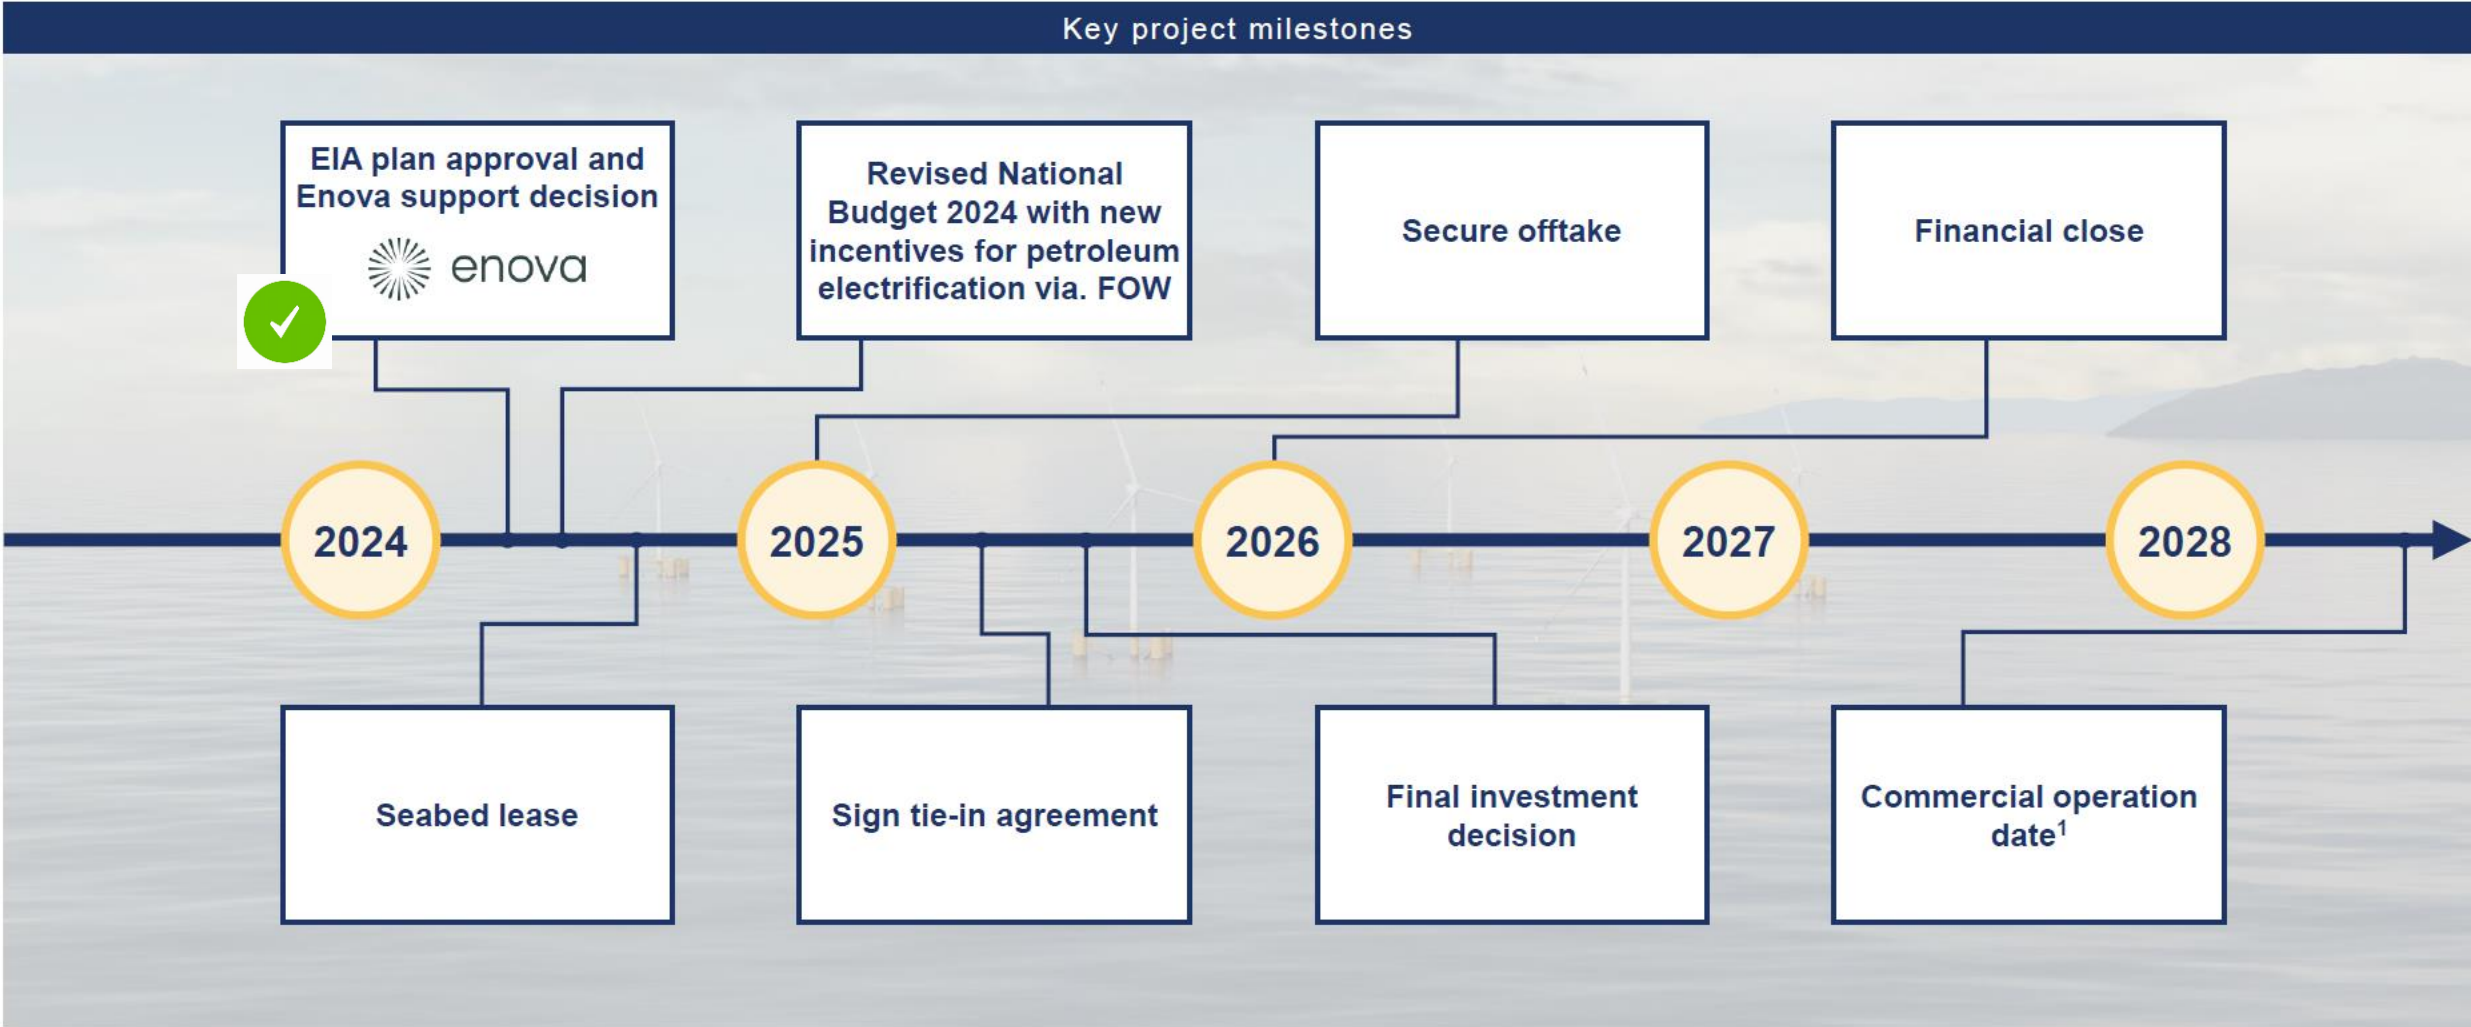 Key project milestones
EIA plan approval and
Enova support decision
enova
Revised National
Budget 2024 with new
incentives for petroleum
electrification via. FOW
Secure offtake
Financial close
2024
2025
2026
2027
2028
Seabed lease
Sign tie-in agreement
Final investment
decision
Commercial operation
date¹